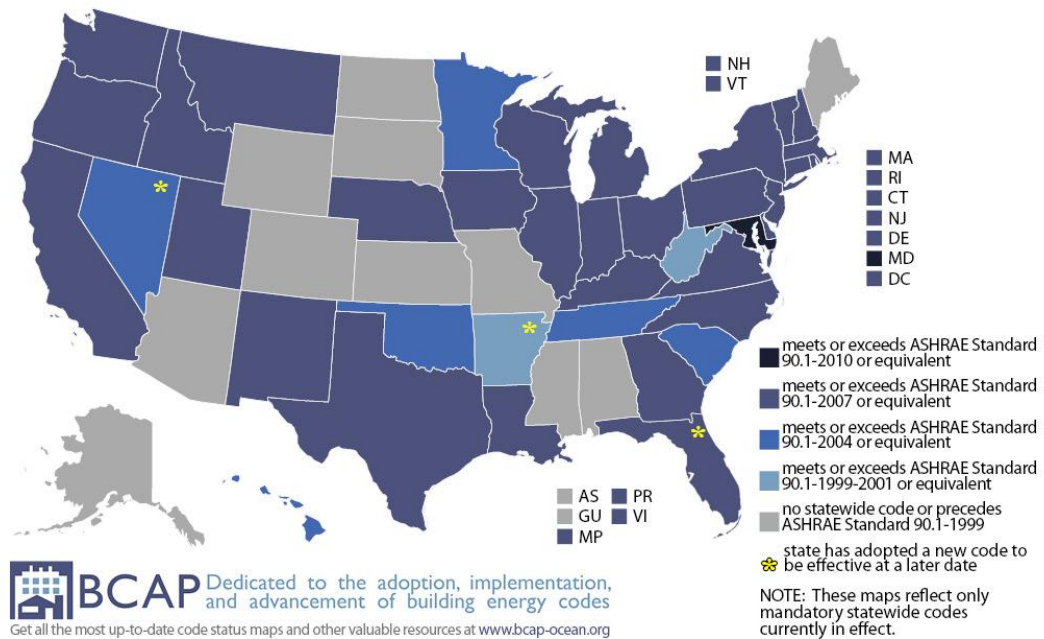 NH
VT
MA
RI
CT
NJ
DE
MD
DC
meets or exceeds ASHRAE Standard
90.1-2010 or equivalent
meets or exceeds ASHRAE Standard
90.1-2007 or equivalent
meets or exceeds ASHRAE Standard
90.1-2004 or equivalent
meets or exceeds ASHRAE Standard
90.1-1999-2001 or equivalent
no statewide code or precedes
ASHRAE Standard 90.1-1999
* state has adopted a new code to
be effective at a later date
NOTE: These maps reflect only
mandatory statewide codes
currently in effect.
AS PR
GU VI
MP
BCAP Dedicated to the adoption, implementation,
and advancement of building energy codes
Get all the most up-to-date code status maps and other valuable resources at www.bcap-ocean.org